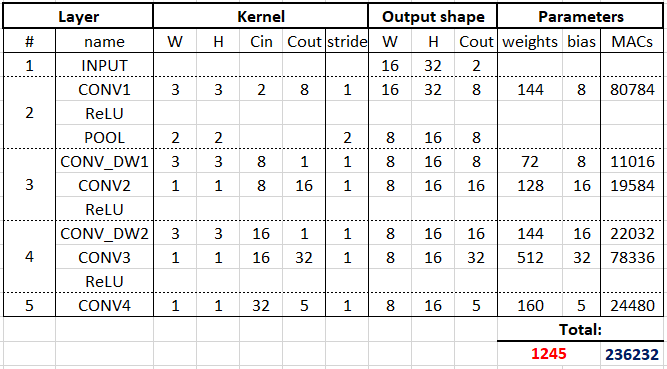 Layer Kernel Output shape Parameters
# name W H Cin Cout stride W H Cout weights bias MACs
1 INPUT 16 32 2
CONV1 3 3 2 8 1 16 32 8 144 8 80784
2 ReLU
POOL 2 2 2 8 16 8
CONV_DW1 3 3 8 1 1 8 16 8 72 8 11016
3 CONV2 1 1 8 16 1 8 16 16 128 16 19584
ReLU
CONV_DW2 3 3 16 1 1 8 16 16 144 16 22032
4 CONV3 1 1 16 32 1 8 16 32 512 32 78336
ReLU
5 CONV4 1 1 32 5 1 8 16 5 160 5 24480
Total:
1245 236232